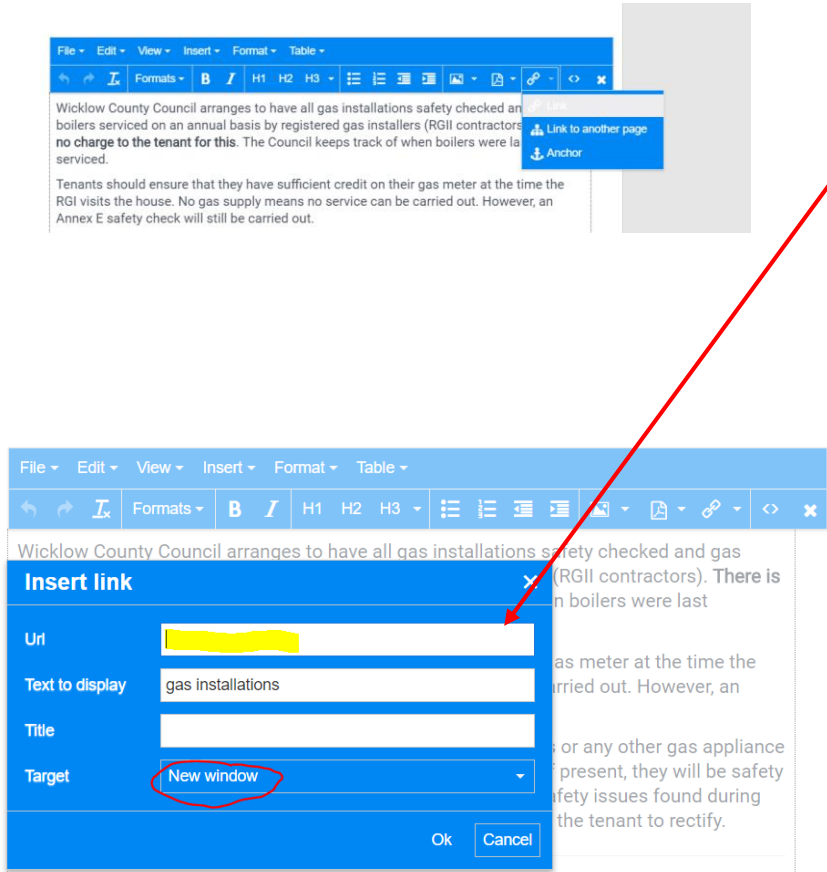 File Edit View Insert Format Table
Formats B I H1 H2 H3
Wicklow County Council arranges to have all gas installations safety checked an
boilers serviced on an annual basis by registered gas installers (RGII contractors
no charge to the tenant for this. The Council keeps track of when boilers were la
serviced.
Link
Link to another page
Anchor
Tenants should ensure that they have sufficient credit on their gas meter at the time the
RGI visits the house. No gas supply means no service can be carried out. However, an
Annex E safety check will still be carried out.
File Edit View Insert Format Table
Formats B I H1 H2 H3
Wicklow County Council arranges to have all gas installations safety checked and gas
(RGII contractors). There is
n boilers were last
as meter at the time the
rried out. However, an
s or any other gas appliance
f present, they will be safety
afety issues found during
the tenant to rectify.
Insert link
Url
Text to display gas installations
Title
Target New window
Ok Cancel